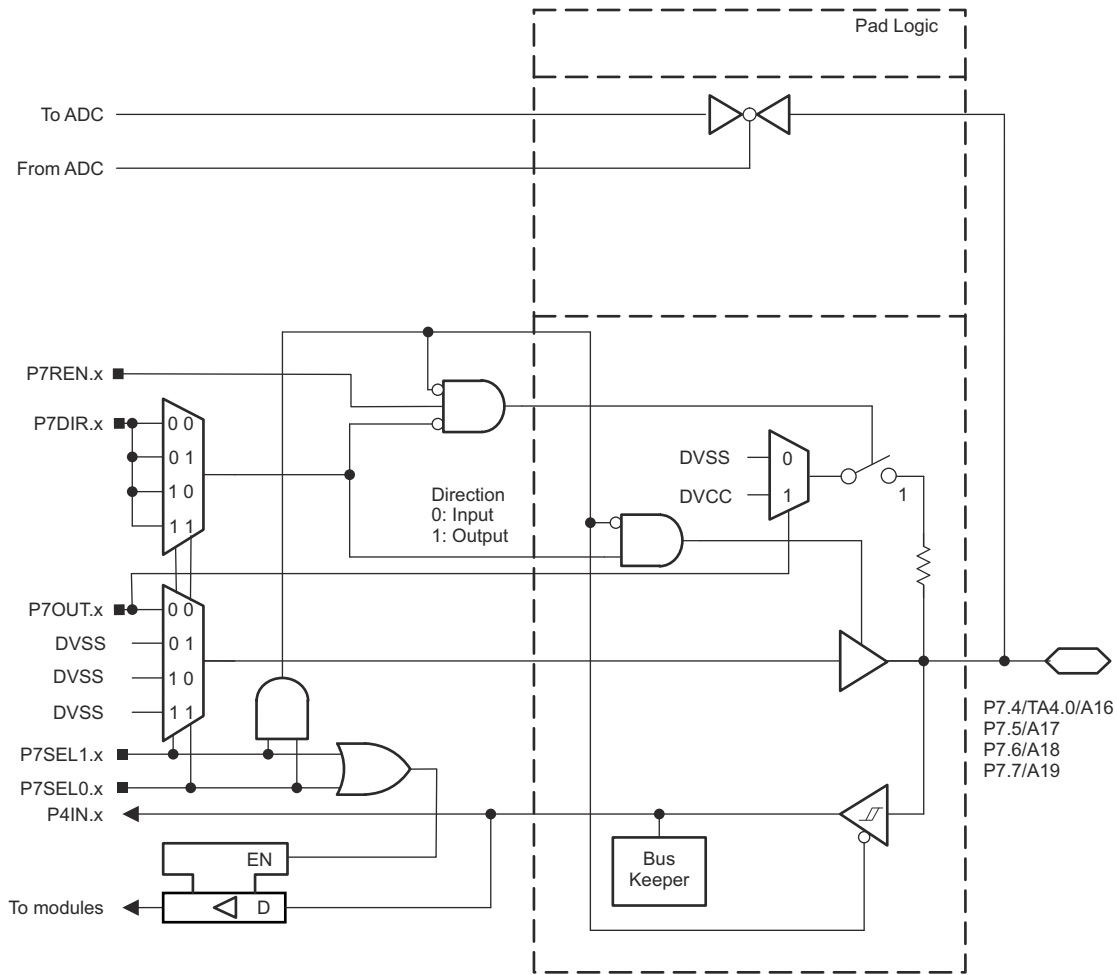 Pad Logic
To ADC
From ADC
P7REN.x
P7DIR.x
0 0
0 1
1 0
1 1
Direction
0: Input
1: Output
DVSS
DVCC
0
1
1
P7OUT.x
DVSS
DVSS
DVSS
0 0
0 1
1 0
1 1
P7SEL1.x
P7SEL0.x
P4IN.x
EN
D
To modules
Bus
Keeper
P7.4/TA4.0/A16
P7.5/A17
P7.6/A18
P7.7/A19